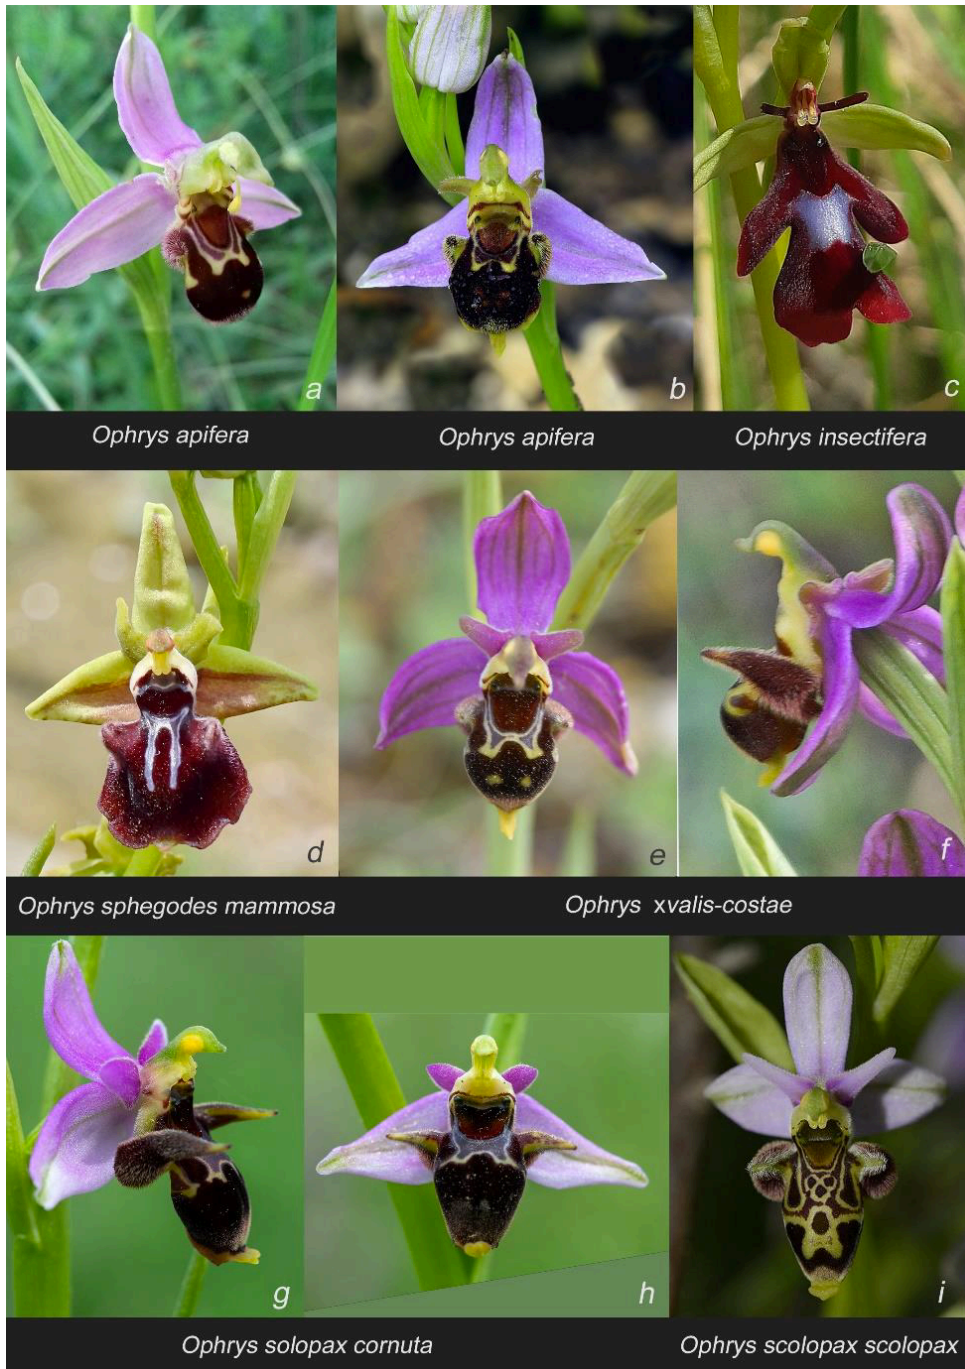 a
b
c
Ophrys apifera
Ophrys apifera
Ophrys insectifera
d
e
f
Ophrys sphegodes mammosa
Ophrys xvalis-costae
g
h
i
Ophrys solopax cornuta
Ophrys scolopax scolopax